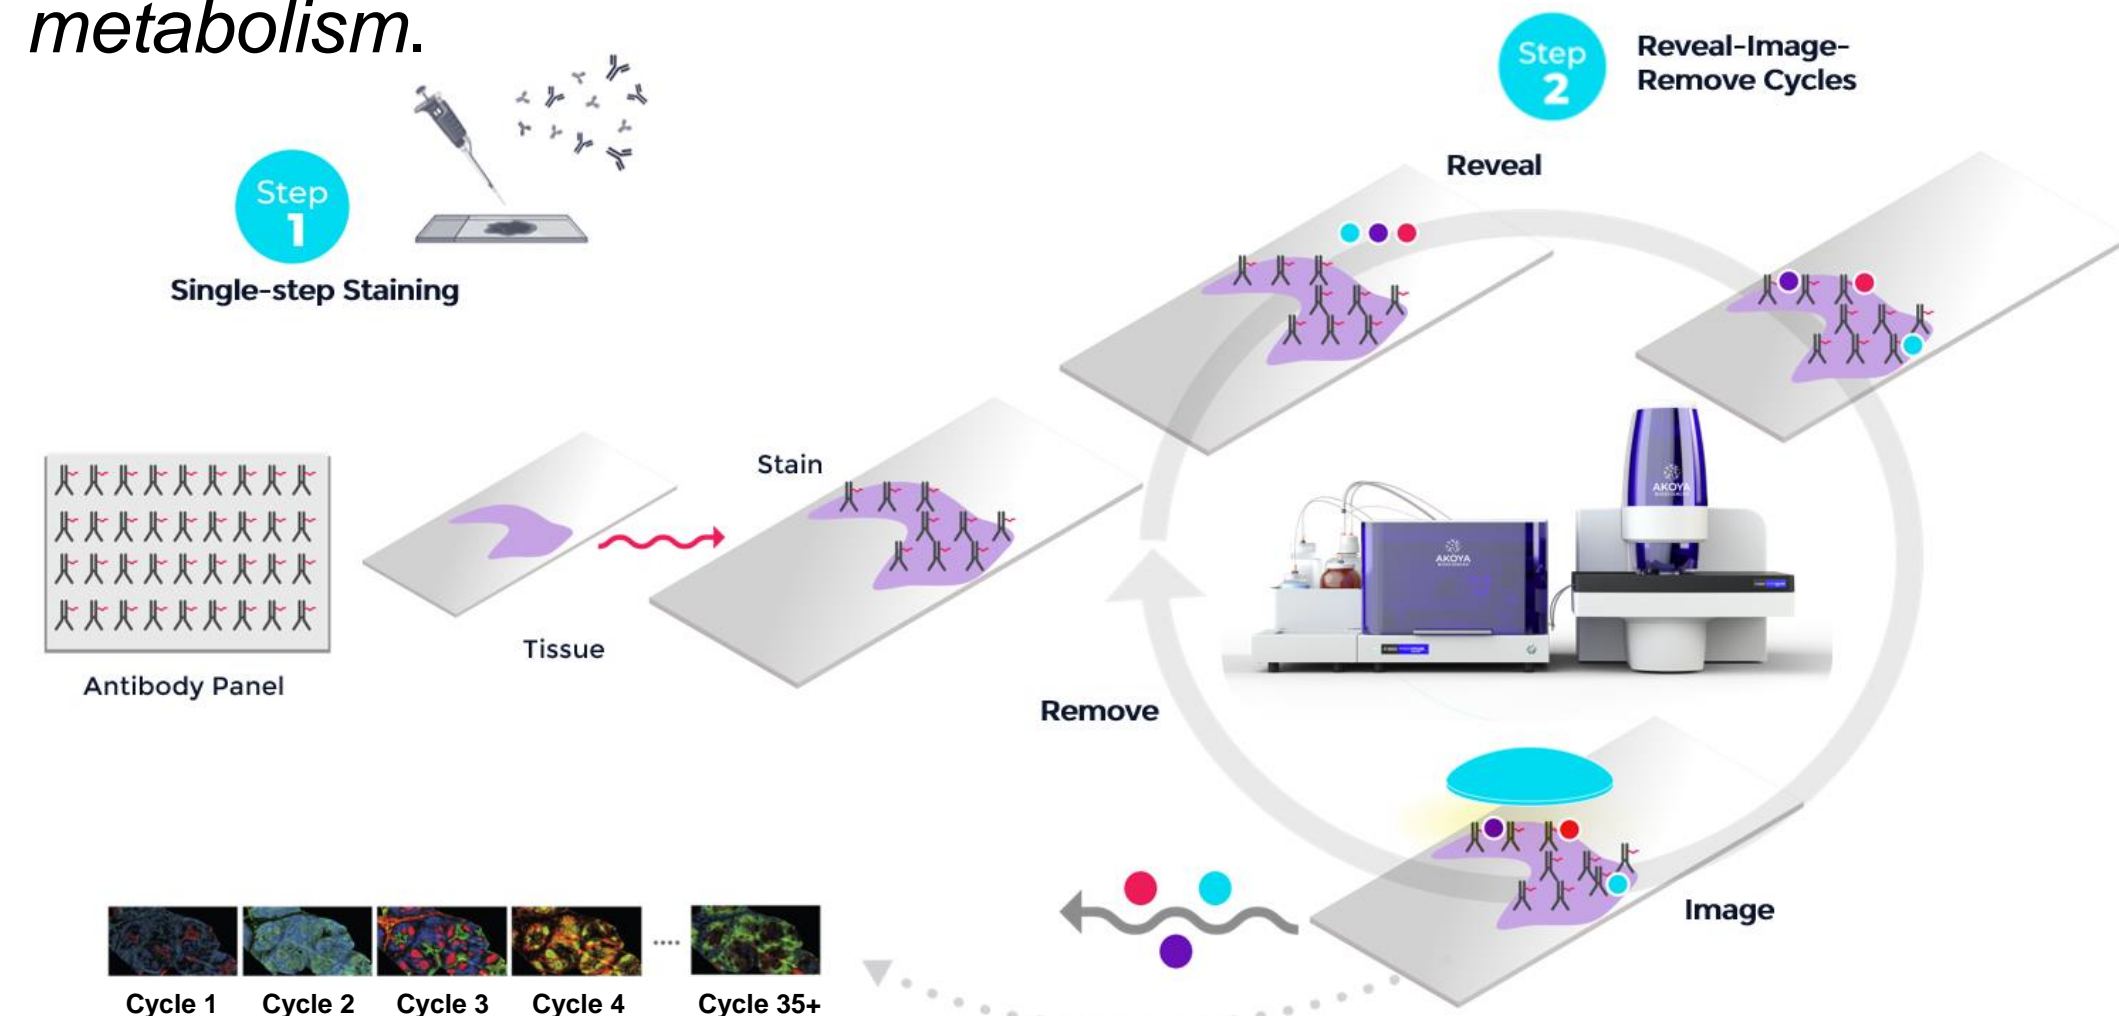 metabolism.
Step
1
Single-step Staining
Step
2
Reveal-Image-
Remove Cycles
Reveal
Stain
Antibody Panel
Tissue
AKOYA
AKOYA
Remove
Image
....
Cycle 1
Cycle 2
Cycle 3
Cycle 4
Cycle 35+